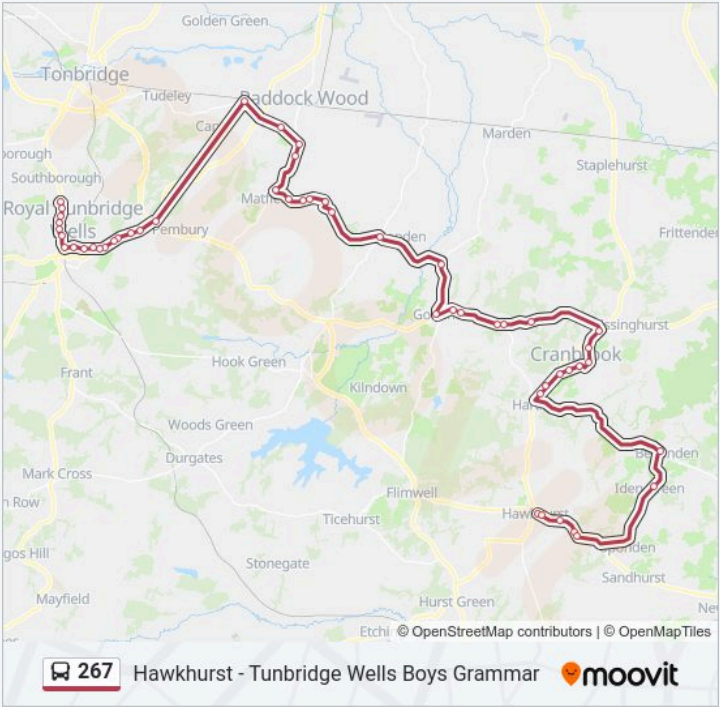 Golden Green
Tonbridge
Tudeley
Paddock Wood
Marden
Staplehurst
Southborough
Royal Tunbridge
Wells
Pembury
Frittenden
Cranbrook
Hook Green
Frant
Kilndown
Woods Green
Durgates
Mark Cross
Flimwell
Hawkhurst
Ticehurst
Stonegate
Sandhurst
Mayfield
Hurst Green
Etchi
© OpenStreetMap contributors | © OpenMapTiles
267 Hawkhurst - Tunbridge Wells Boys Grammar
moovit